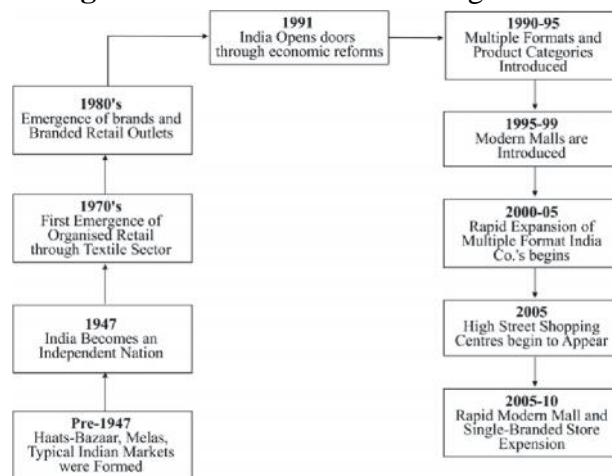 Pre-1947
Haats-Bazaar, Melas,
Typical Indian Markets
were Formed
1947
India Becomes an
Independent Nation
1970's
First Emergence of
Organised Retail
through Textile Sector
1980's
Emergence of brands and
Branded Retail Outlets
1991
India Opens doors
through economic reforms
1990-95
Multiple Formats and
Product Categories
Introduced
1995-99
Modern Malls are
Introduced
2000-05
Rapid Expansion of
Multiple Format India
Co.'s begins
2005
High Street Shopping
Centres begin to Appear
2005-10
Rapid Modern Mall and
Single-Branded Store
Expension